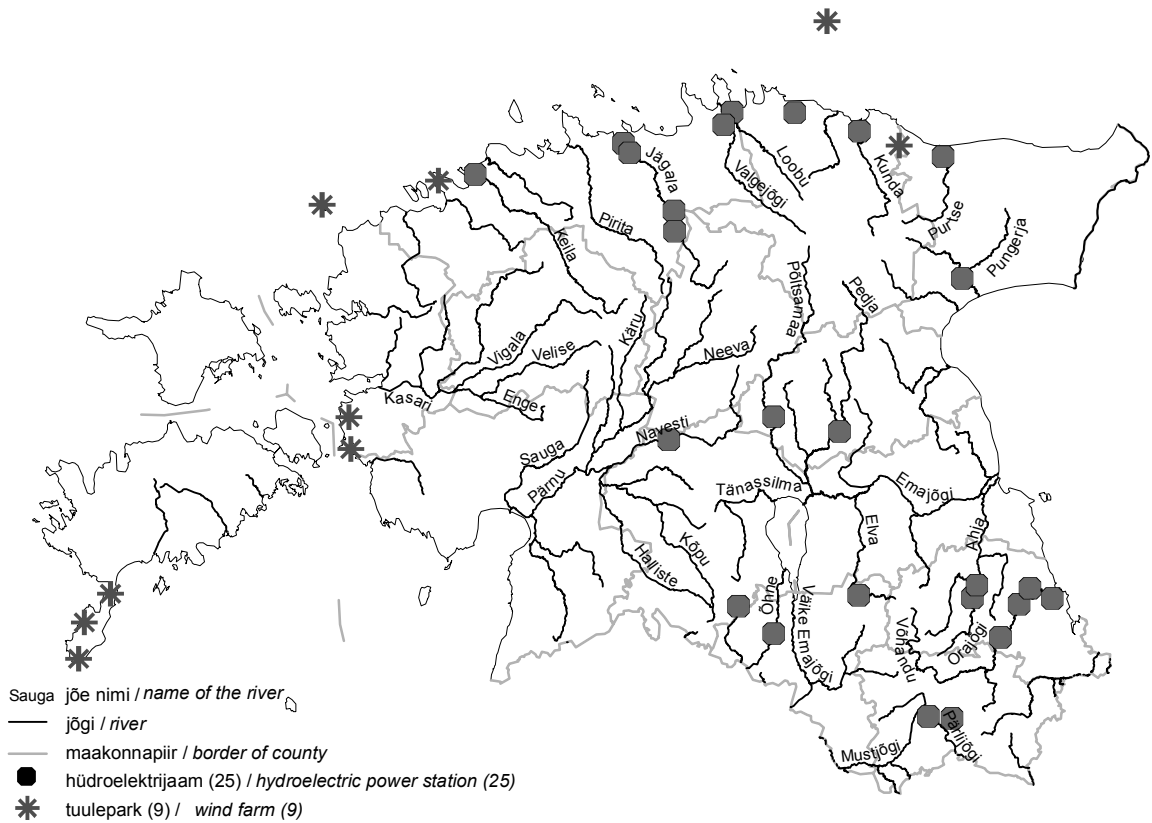 Jägala
Loobu
Valgejõgi
Kunda
Purtse
Pungerja
Pirita
Keila
Põltsamaa
Pedja
Käru
Vigala
Velise
Neeva
Kasari
Enge
Navesti
Sauga
Pärnu
Tänassilma
Emajõgi
Elva
Ahja
Kõpu
Halliste
Õhne
Väike Emajõgi
Võhandu
Orajõgi
Pärlijõgi
Mustjõgi
Sauga jõe nimi / name of the river
jõgi / river
maakonnapiir / border of county
hüdroelektrijaam (25) / hydroelectric power station (25)
tuulepark (9) / wind farm (9)